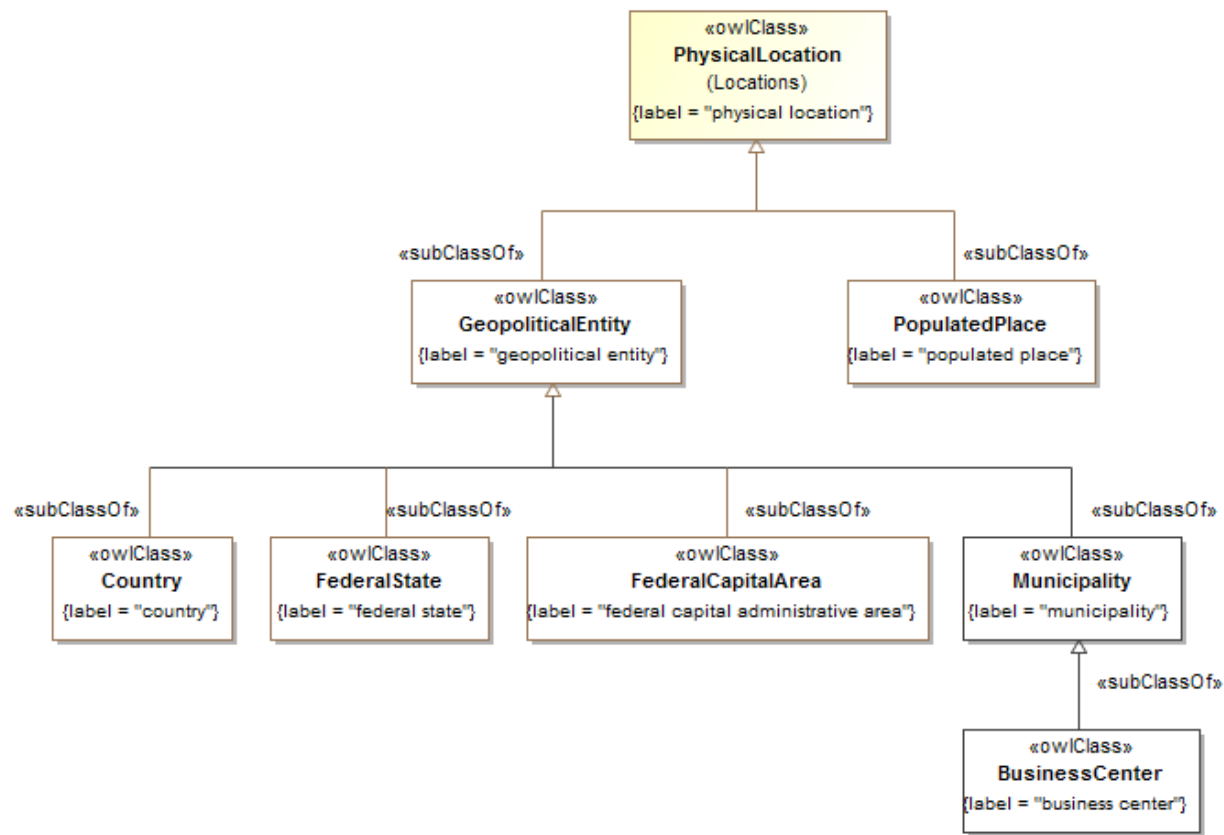 «owlClass»
PhysicalLocation
(Locations)
{label = "physical location"}
«subClassOf»
«subClassOf»
«owlClass»
GeopoliticalEntity
{label = "geopolitical entity"}
«owlClass»
PopulatedPlace
{label = "populated place"}
«subClassOf»
«subClassOf»
«subClassOf»
«subClassOf»
«owlClass»
Country
{label = "country"}
«owlClass»
FederalState
{label = "federal state"}
«owlClass»
FederalCapitalArea
{label = "federal capital administrative area"}
«owlClass»
Municipality
{label = "municipality"}
«subClassOf»
«owlClass»
BusinessCenter
{label = "business center"}